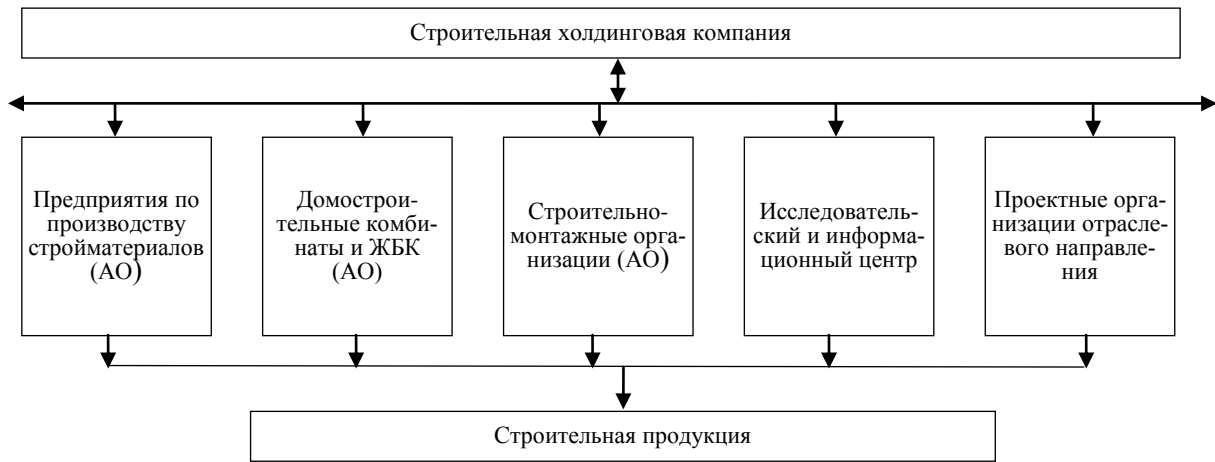 Строительная холдинговая компания
Предприятия по
производству
стройматериалов
(АО)
Домострои-
тельные комби-
наты и ЖБК
(АО)
Строительно-
монтажные орга-
низации (АО)
Исследователь-
ский и информа-
ционный центр
Проектные орга-
низации отрасле-
вого направле-
ния
Строительная продукция